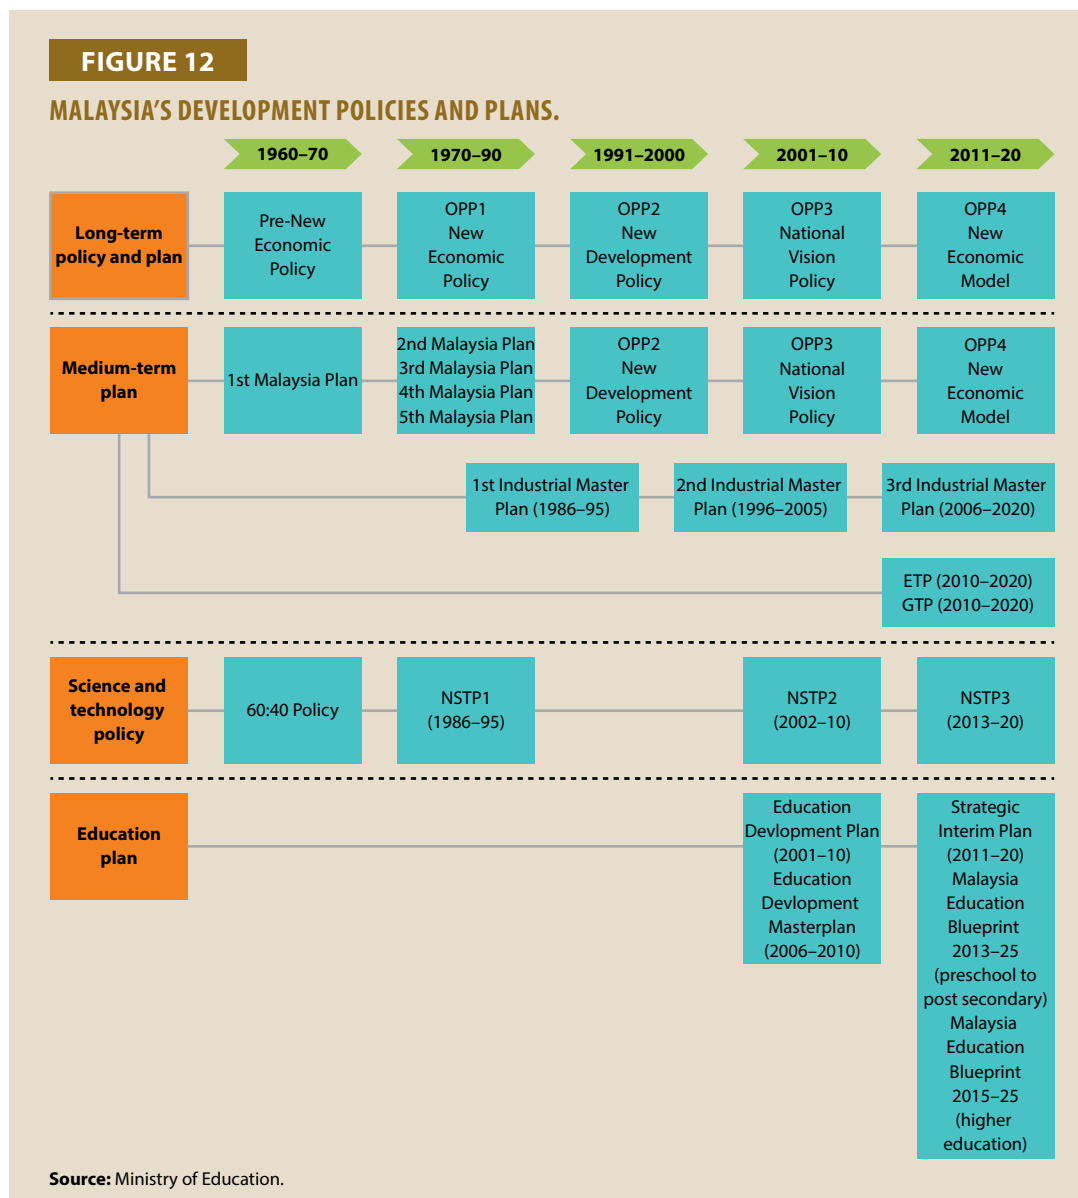 FIGURE 12
MALAYSIA'S DEVELOPMENT POLICIES AND PLANS.
1960–70
1970–90
1991–2000
2001–10
2011–20
Long-term
policy and plan
Pre-New
Economic
Policy
OPP1
New
Economic
Policy
OPP2
New
Development
Policy
OPP3
National
Vision
Policy
OPP4
New
Economic
Model
Medium-term
plan
1st Malaysia Plan
2nd Malaysia Plan
3rd Malaysia Plan
4th Malaysia Plan
5th Malaysia Plan
OPP2
New
Development
Policy
OPP3
National
Vision
Policy
OPP4
New
Economic
Model
1st Industrial Master
Plan (1986–95)
2nd Industrial Master
Plan (1996–2005)
3rd Industrial Master
Plan (2006–2020)
ETP (2010–2020)
GTP (2010–2020)
Science and
technology
policy
60:40 Policy
NSTP1
(1986–95)
NSTP2
(2002–10)
NSTP3
(2013–20)
Education
plan
Education
Devlopment Plan
(2001–10)
Education
Devlopment
Masterplan
(2006–2010)
Strategic
Interim Plan
(2011–20)
Malaysia
Education
Blueprint
2013–25
(preschool to
post secondary)
Malaysia
Education
Blueprint
2015–25
(higher
education)
Source: Ministry of Education.